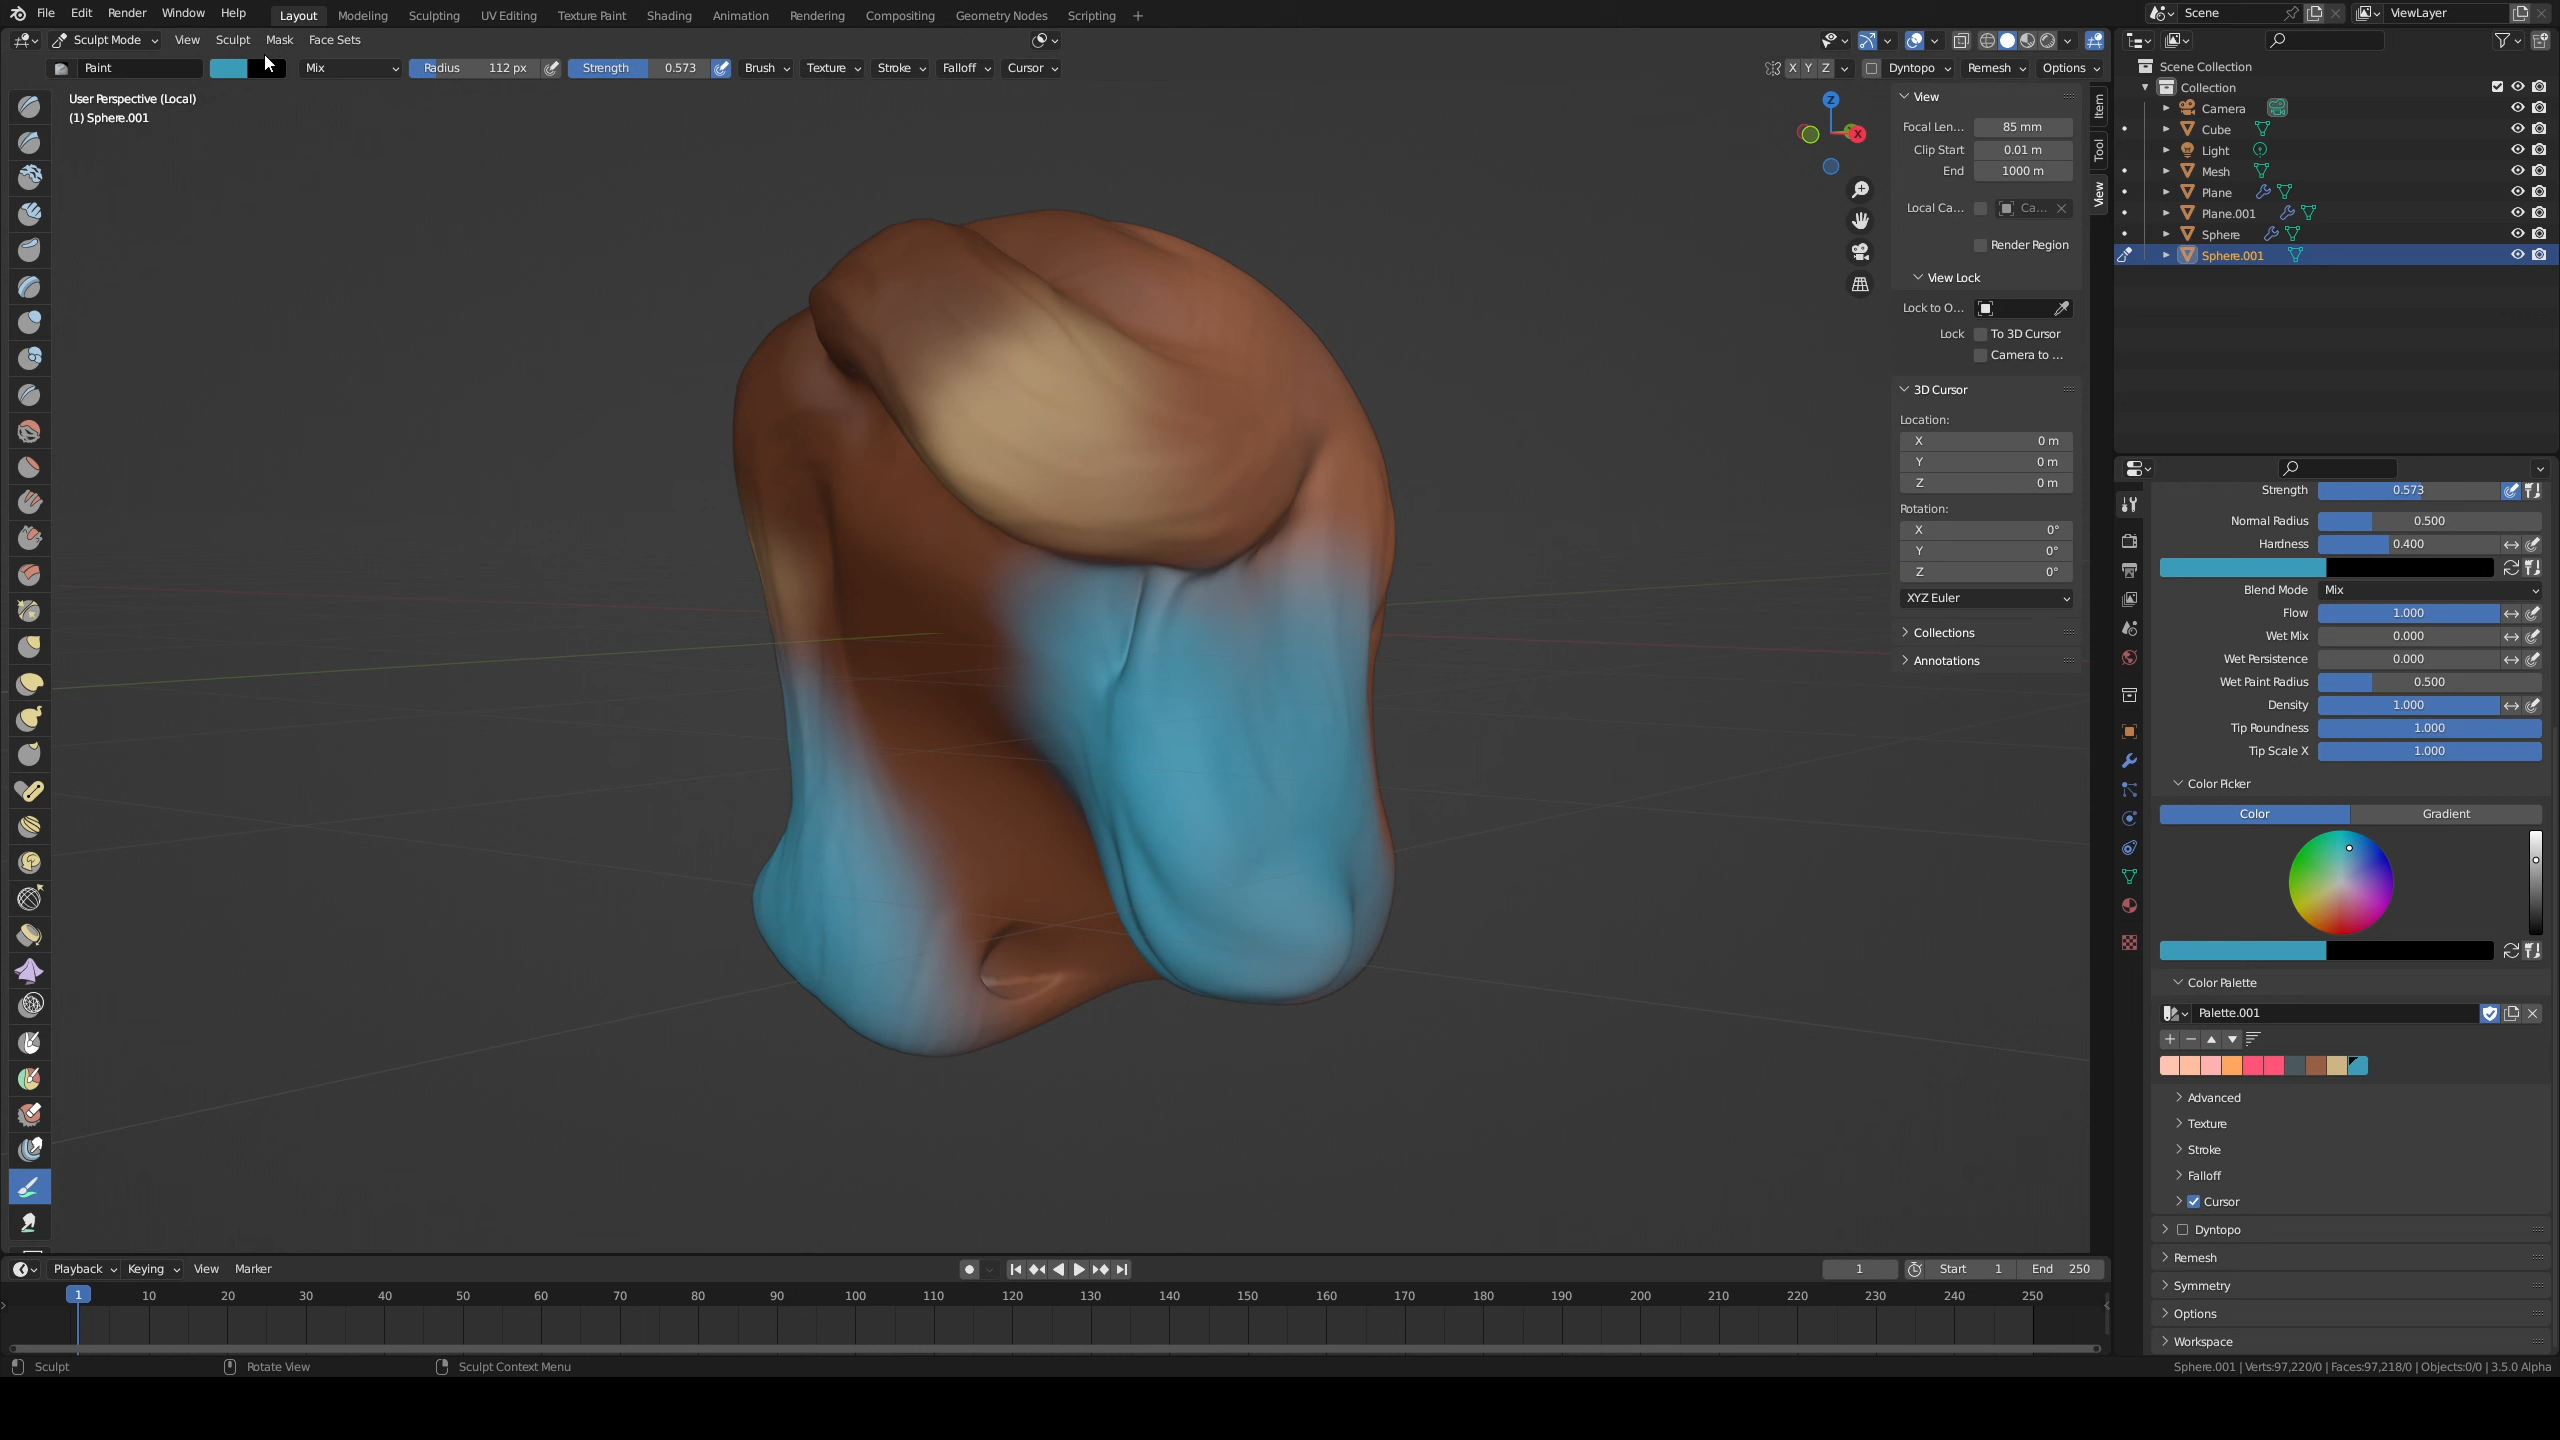 File Edit Render Window Help Layout Modeling Sculpting UV Editing Texture Paint Shading Animation Rendering Compositing Geometry Nodes Scripting + Scene ViewLayer
Sculpt Mode View Sculpt Mask Face Sets
Paint Mix Radius 112 px Strength 0.573 Brush Texture Stroke Falloff Cursor X Y Z Dyntopo Remesh Options
User Perspective (Local)
(1) Sphere.001
Z
X
View
Focal Len... 85 mm
Clip Start 0.01 m
End 1000 m
Local Ca... Ca...
Render Region
View Lock
Lock to O...
Lock To 3D Cursor
Camera to ...
3D Cursor
Location:
X 0 m
Y 0 m
Z 0 m
Rotation:
X 0°
Y 0°
Z 0°
XYZ Euler
Collections
Annotations
Item
Tool
View
Scene Collection
Collection
Camera
Cube
Light
Mesh
Plane
Plane.001
Sphere
Sphere.001
Strength 0.573
Normal Radius 0.500
Hardness 0.400
Blend Mode Mix
Flow 1.000
Wet Mix 0.000
Wet Persistence 0.000
Wet Paint Radius 0.500
Density 1.000
Tip Roundness 1.000
Tip Scale X 1.000
Color Picker
Color Gradient
Color Palette
Palette.001
Advanced
Texture
Stroke
Falloff
Cursor
Dyntopo
Remesh
Symmetry
Options
Workspace
Playback Keying View Marker 1 Start 1 End 250
1 10 20 30 40 50 60 70 80 90 100 110 120 130 140 150 160 170 180 190 200 210 220 230 240 250
Sculpt Rotate View Sculpt Context Menu Sphere.001 | Verts:97,220/0 | Faces:97,218/0 | Objects:0/0 | 3.5.0 Alpha